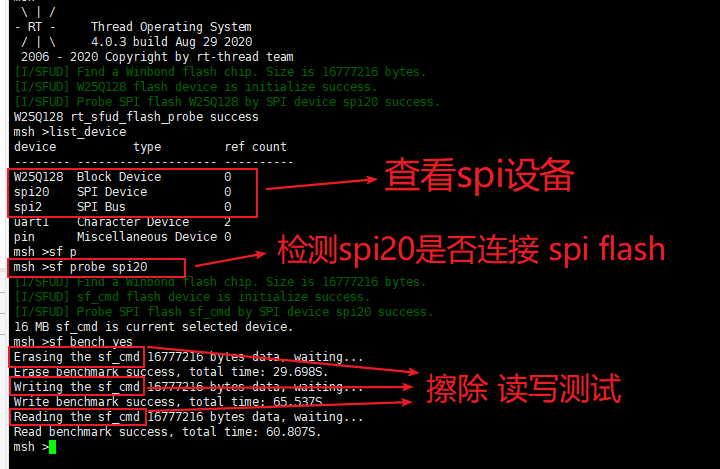 msh
 \ | /
- RT -     Thread Operating System
 / | \     4.0.3 build Aug 29 2020
 2006 - 2020 Copyright by rt-thread team
[I/SFUD] Find a Winbond flash chip. Size is 16777216 bytes.
[I/SFUD] W25Q128 flash device is initialize success.
[I/SFUD] Probe SPI flash W25Q128 by SPI device spi20 success.
W25Q128 rt_sfud_flash_probe success
msh >list_device
device           type         ref count
-------- -------------------- ----------
W25Q128  Block Device         0
spi20    SPI Device           0
spi2     SPI Bus              0
查看spi设备
uart1    Character Device     2
pin      Miscellaneous Device 0
msh >sf p
msh >sf probe spi20
检测spi20是否连接 spi flash
[I/SFUD] Find a Winbond flash chip. Size is 16777216 bytes.
[I/SFUD] sf_cmd flash device is initialize success.
[I/SFUD] Probe SPI flash sf_cmd by SPI device spi20 success.
16 MB sf_cmd is current selected device.
msh >sf bench yes
Erasing the sf_cmd 16777216 bytes data, waiting...
Erase benchmark success, total time: 29.698S.
Writing the sf_cmd 16777216 bytes data, waiting...
Write benchmark success, total time: 65.537S.
Reading the sf_cmd 16777216 bytes data, waiting...
Read benchmark success, total time: 60.807S.
擦除 读写测试
msh >